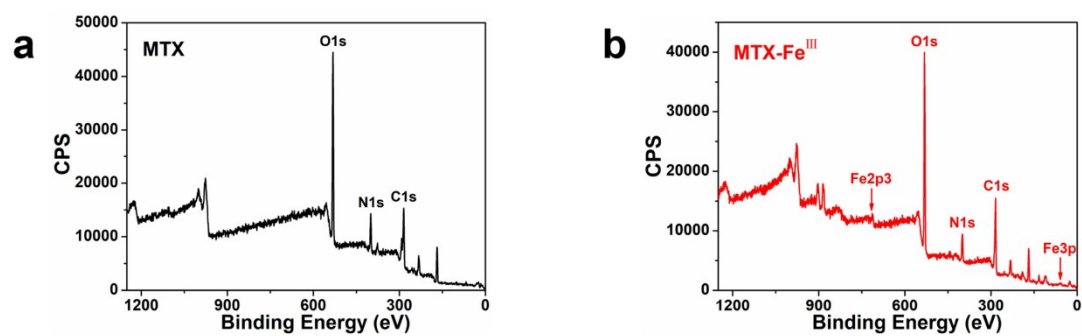 a
MTX
CPS
50000
40000
30000
20000
10000
0
O1s
N1s
C1s
1200
900
600
300
0
Binding Energy (eV)
b
MTX-Feᴵᴵᴵ
CPS
40000
30000
20000
10000
0
O1s
Fe2p3
N1s
C1s
Fe3p
1200
900
600
300
0
Binding Energy (eV)